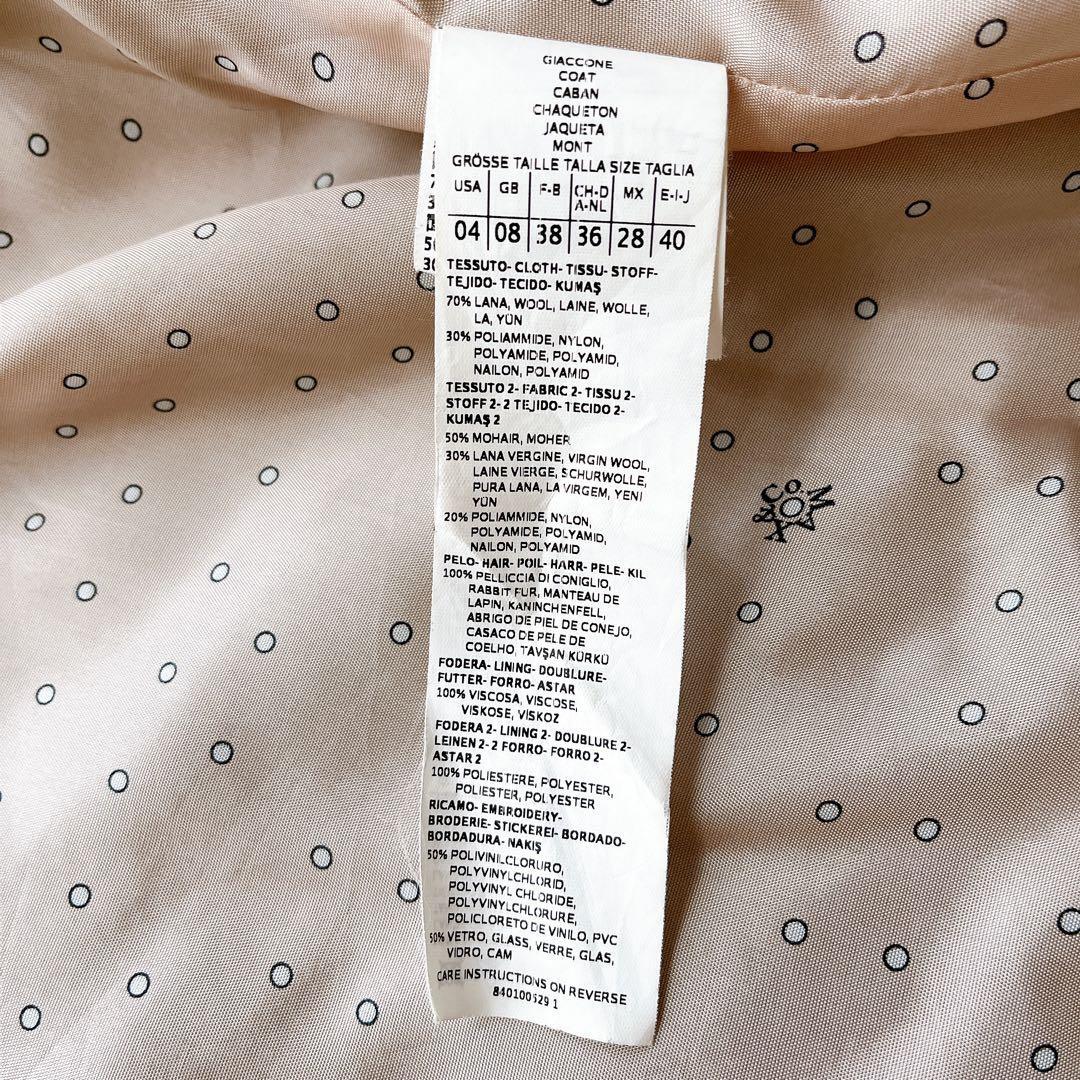 GIACCONE
COAT
CABAN
CHAQUETON
JAQUETA
MONT
GRÖSSE TAILLE TALLA SIZE TAGLIA
USA GB F-B CH-D A-NL MX E-I-J
04 08 38 36 28 40
TESSUTO- CLOTH- TISSU- STOFF-
TEJIDO- TECIDO- KUMAŞ
70% LANA, WOOL, LAINE, WOLLE,
LA, YÜN
30% POLIAMMIDE, NYLON,
POLYAMIDE, POLYAMID,
NAILON, POLYAMID
TESSUTO 2- FABRIC 2- TISSU 2-
STOFF 2- 2 TEJIDO- TECIDO 2-
KUMAŞ 2
50% MOHAIR, MOHER
30% LANA VERGINE, VIRGIN WOOL,
LAINE VIERGE, SCHURWOLLE,
PURA LANA, LA VIRGEM, YENI
YÜN
20% POLIAMMIDE, NYLON,
POLYAMIDE, POLYAMID,
NAILON, POLYAMID
PELO- HAIR- POIL- HARR- PELE- KIL
100% PELLICCIA DI CONIGLIO,
RABBIT FUR, MANTEAU DE
LAPIN, KANINCHENFELL,
ABRIGO DE PIEL DE CONEJO,
CASACO DE PELE DE
COELHO, TAVŞAN KÜRKÜ
FODERA- LINING- DOUBLURE-
FUTTER- FORRO- ASTAR
100% VISCOSA, VISCOSE,
VISKOSE, VİSKOZ
FODERA 2- LINING 2- DOUBLURE 2-
LEINEN 2- 2 FORRO- FORRO 2-
ASTAR 2
100% POLIESTERE, POLYESTER,
POLIESTER, POLYESTER
RICAMO- EMBROIDERY-
BRODERIE- STICKEREI- BORDADO-
BORDADURA- NAKIŞ
50% POLIVINILCLORURO,
POLYVINYLCHLORID,
POLYVINYL CHLORIDE,
POLYVINYLCHLORURE,
POLICLORETO DE VINILO, PVC
50% VETRO, GLASS, VERRE, GLAS,
VIDRO, CAM
CARE INSTRUCTIONS ON REVERSE
840100529 1
MAX & Co.